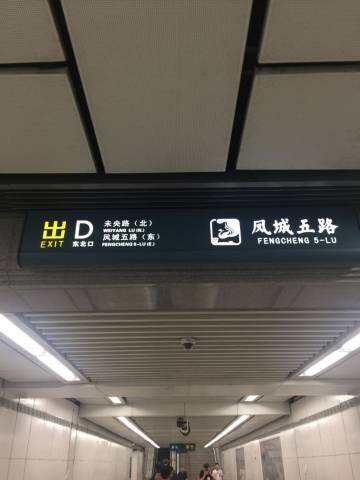 出 D 未央路（北）
WEIYANG LU (N.)
EXIT 东北口 凤城五路（东）
FENGCHENG 5-LU (E.)
凤城五路
FENGCHENG 5-LU